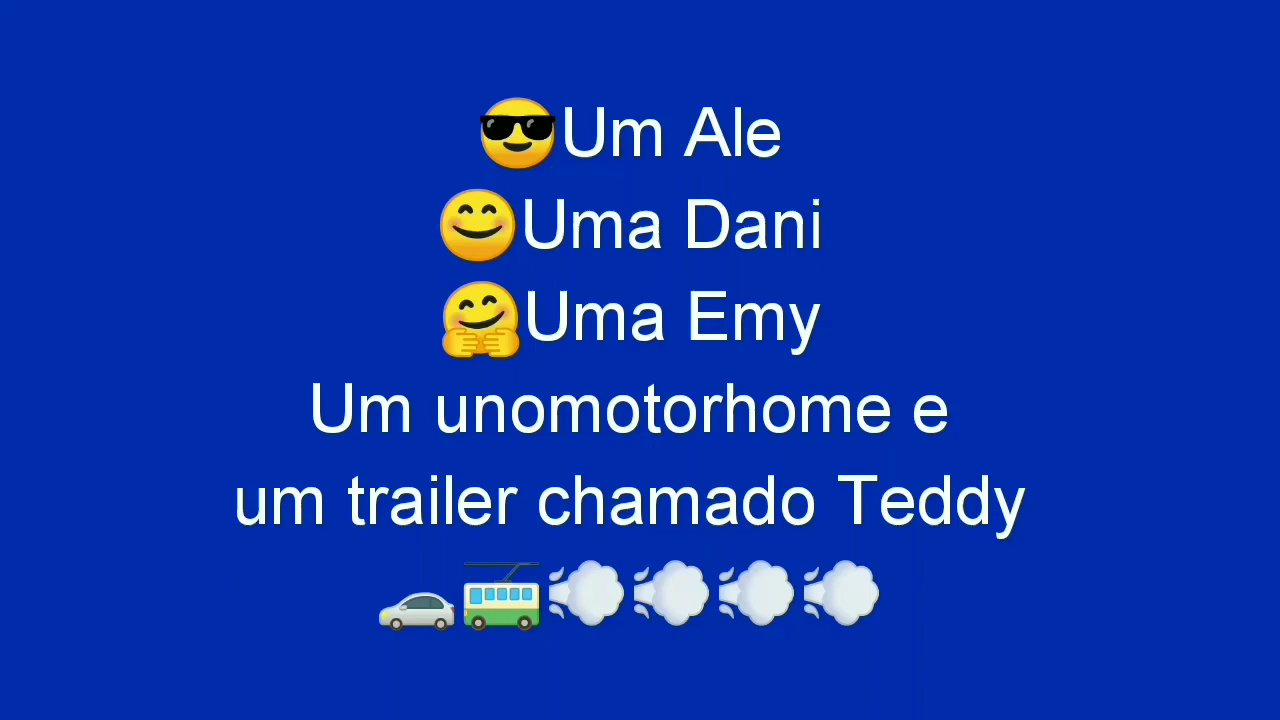 😎Um Ale
😊Uma Dani
🤗Uma Emy
Um unomotorhome e
um trailer chamado Teddy
🚗🚎💨💨💨💨